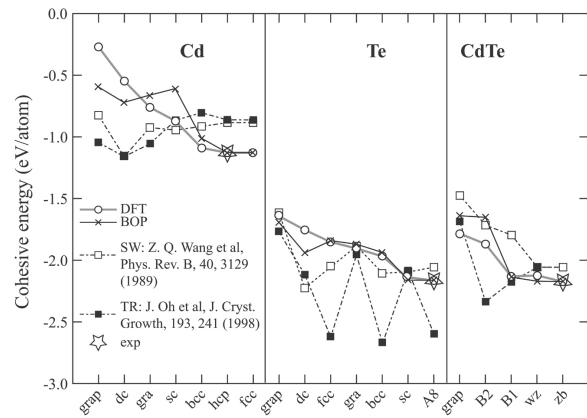 0.0
-0.5
-1.0
-1.5
-2.0
-2.5
-3.0
Cohesive energy (eV/atom)
Cd
Te
CdTe
DFT
BOP
SW: Z. Q. Wang et al,
Phys. Rev. B, 40, 3129
(1989)
TR: J. Oh et al, J. Cryst.
Growth, 193, 241 (1998)
exp
grap dc gra sc bcc hcp fcc grap dc fcc gra bcc sc A8 grap B2 B1 wz zb